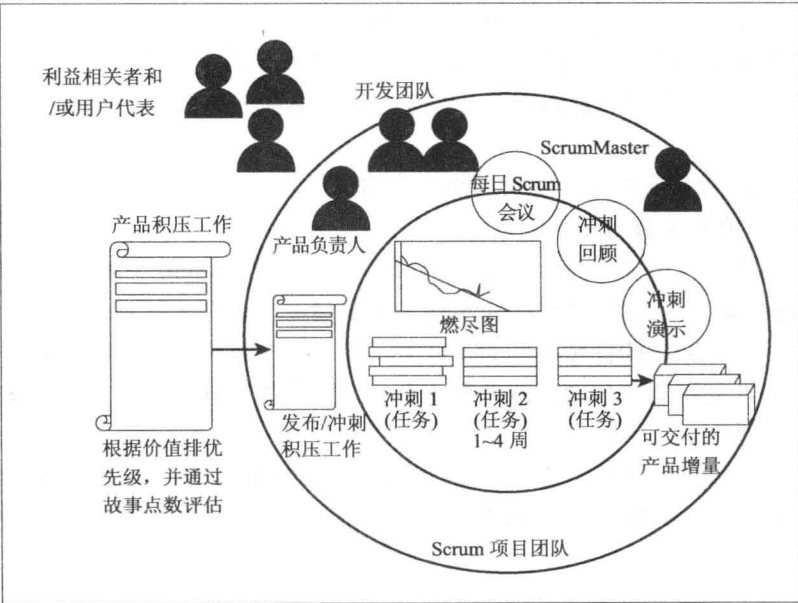 利益相关者和
/或用户代表
开发团队
ScrumMaster
每日 Scrum
会议
冲刺
回顾
冲刺
演示
产品积压工作
产品负责人
燃尽图
冲刺 1
(任务)
冲刺 2
(任务)
1~4 周
冲刺 3
(任务)
发布/冲刺
积压工作
可交付的
产品增量
根据价值排优
先级，并通过
故事点数评估
Scrum 项目团队